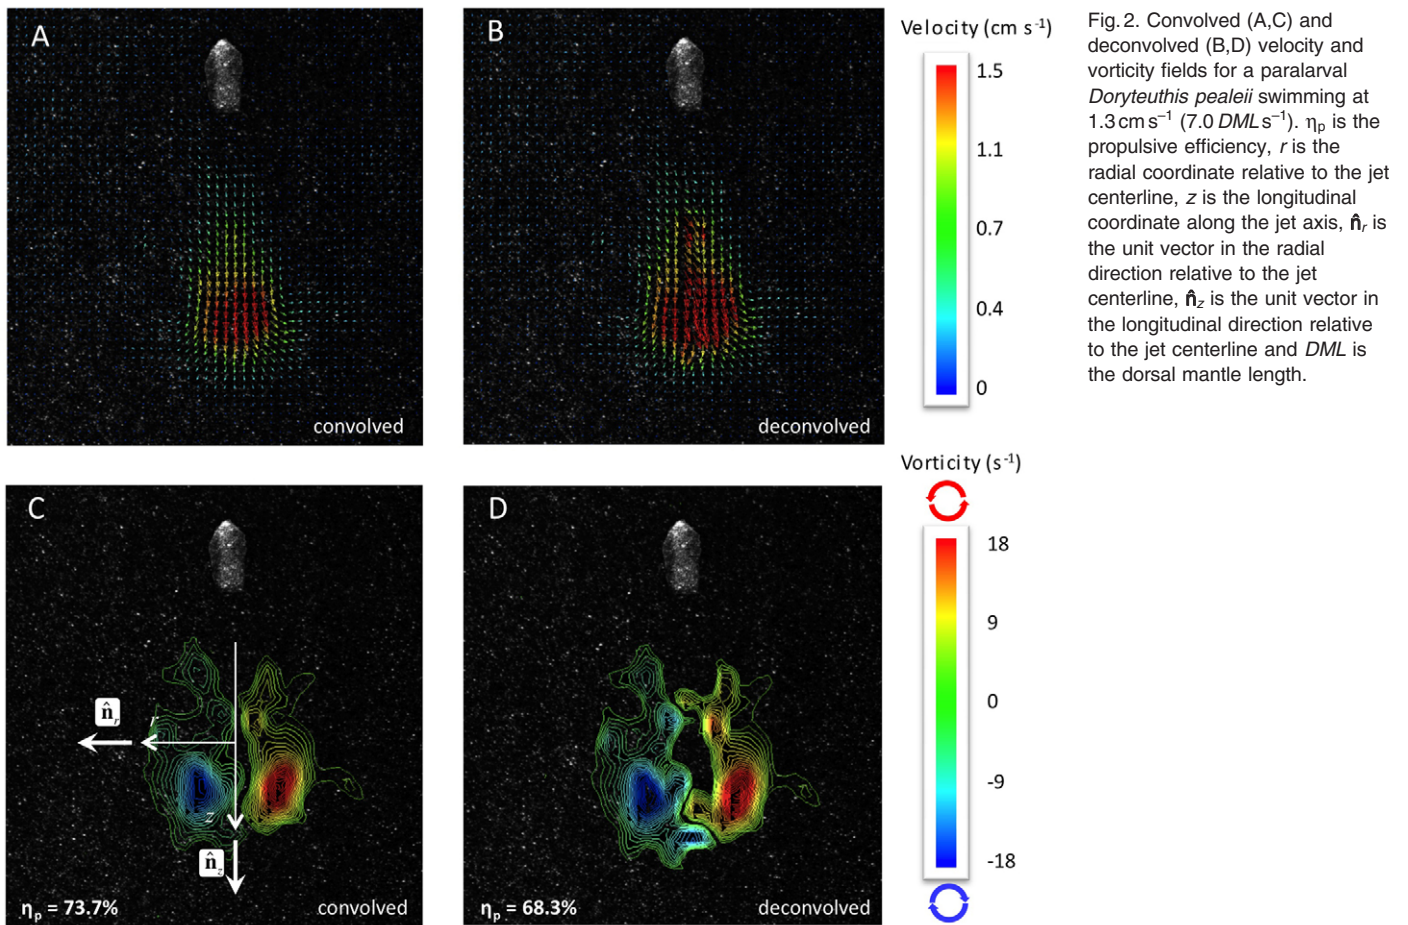 A
convolved
B
deconvolved
Velocity (cm s⁻¹)
1.5
1.1
0.7
0.4
0
Fig. 2. Convolved (A,C) and
deconvolved (B,D) velocity and
vorticity fields for a paralarval
Doryteuthis pealeii swimming at
1.3 cm s⁻¹ (7.0 DML s⁻¹). ηp is the
propulsive efficiency, r is the
radial coordinate relative to the jet
centerline, z is the longitudinal
coordinate along the jet axis, n̂r is
the unit vector in the radial
direction relative to the jet
centerline, n̂z is the unit vector in
the longitudinal direction relative
to the jet centerline and DML is
the dorsal mantle length.
C
n̂r
r
z
n̂z
ηp = 73.7%
convolved
D
ηp = 68.3%
deconvolved
Vorticity (s⁻¹)
18
9
0
-9
-18